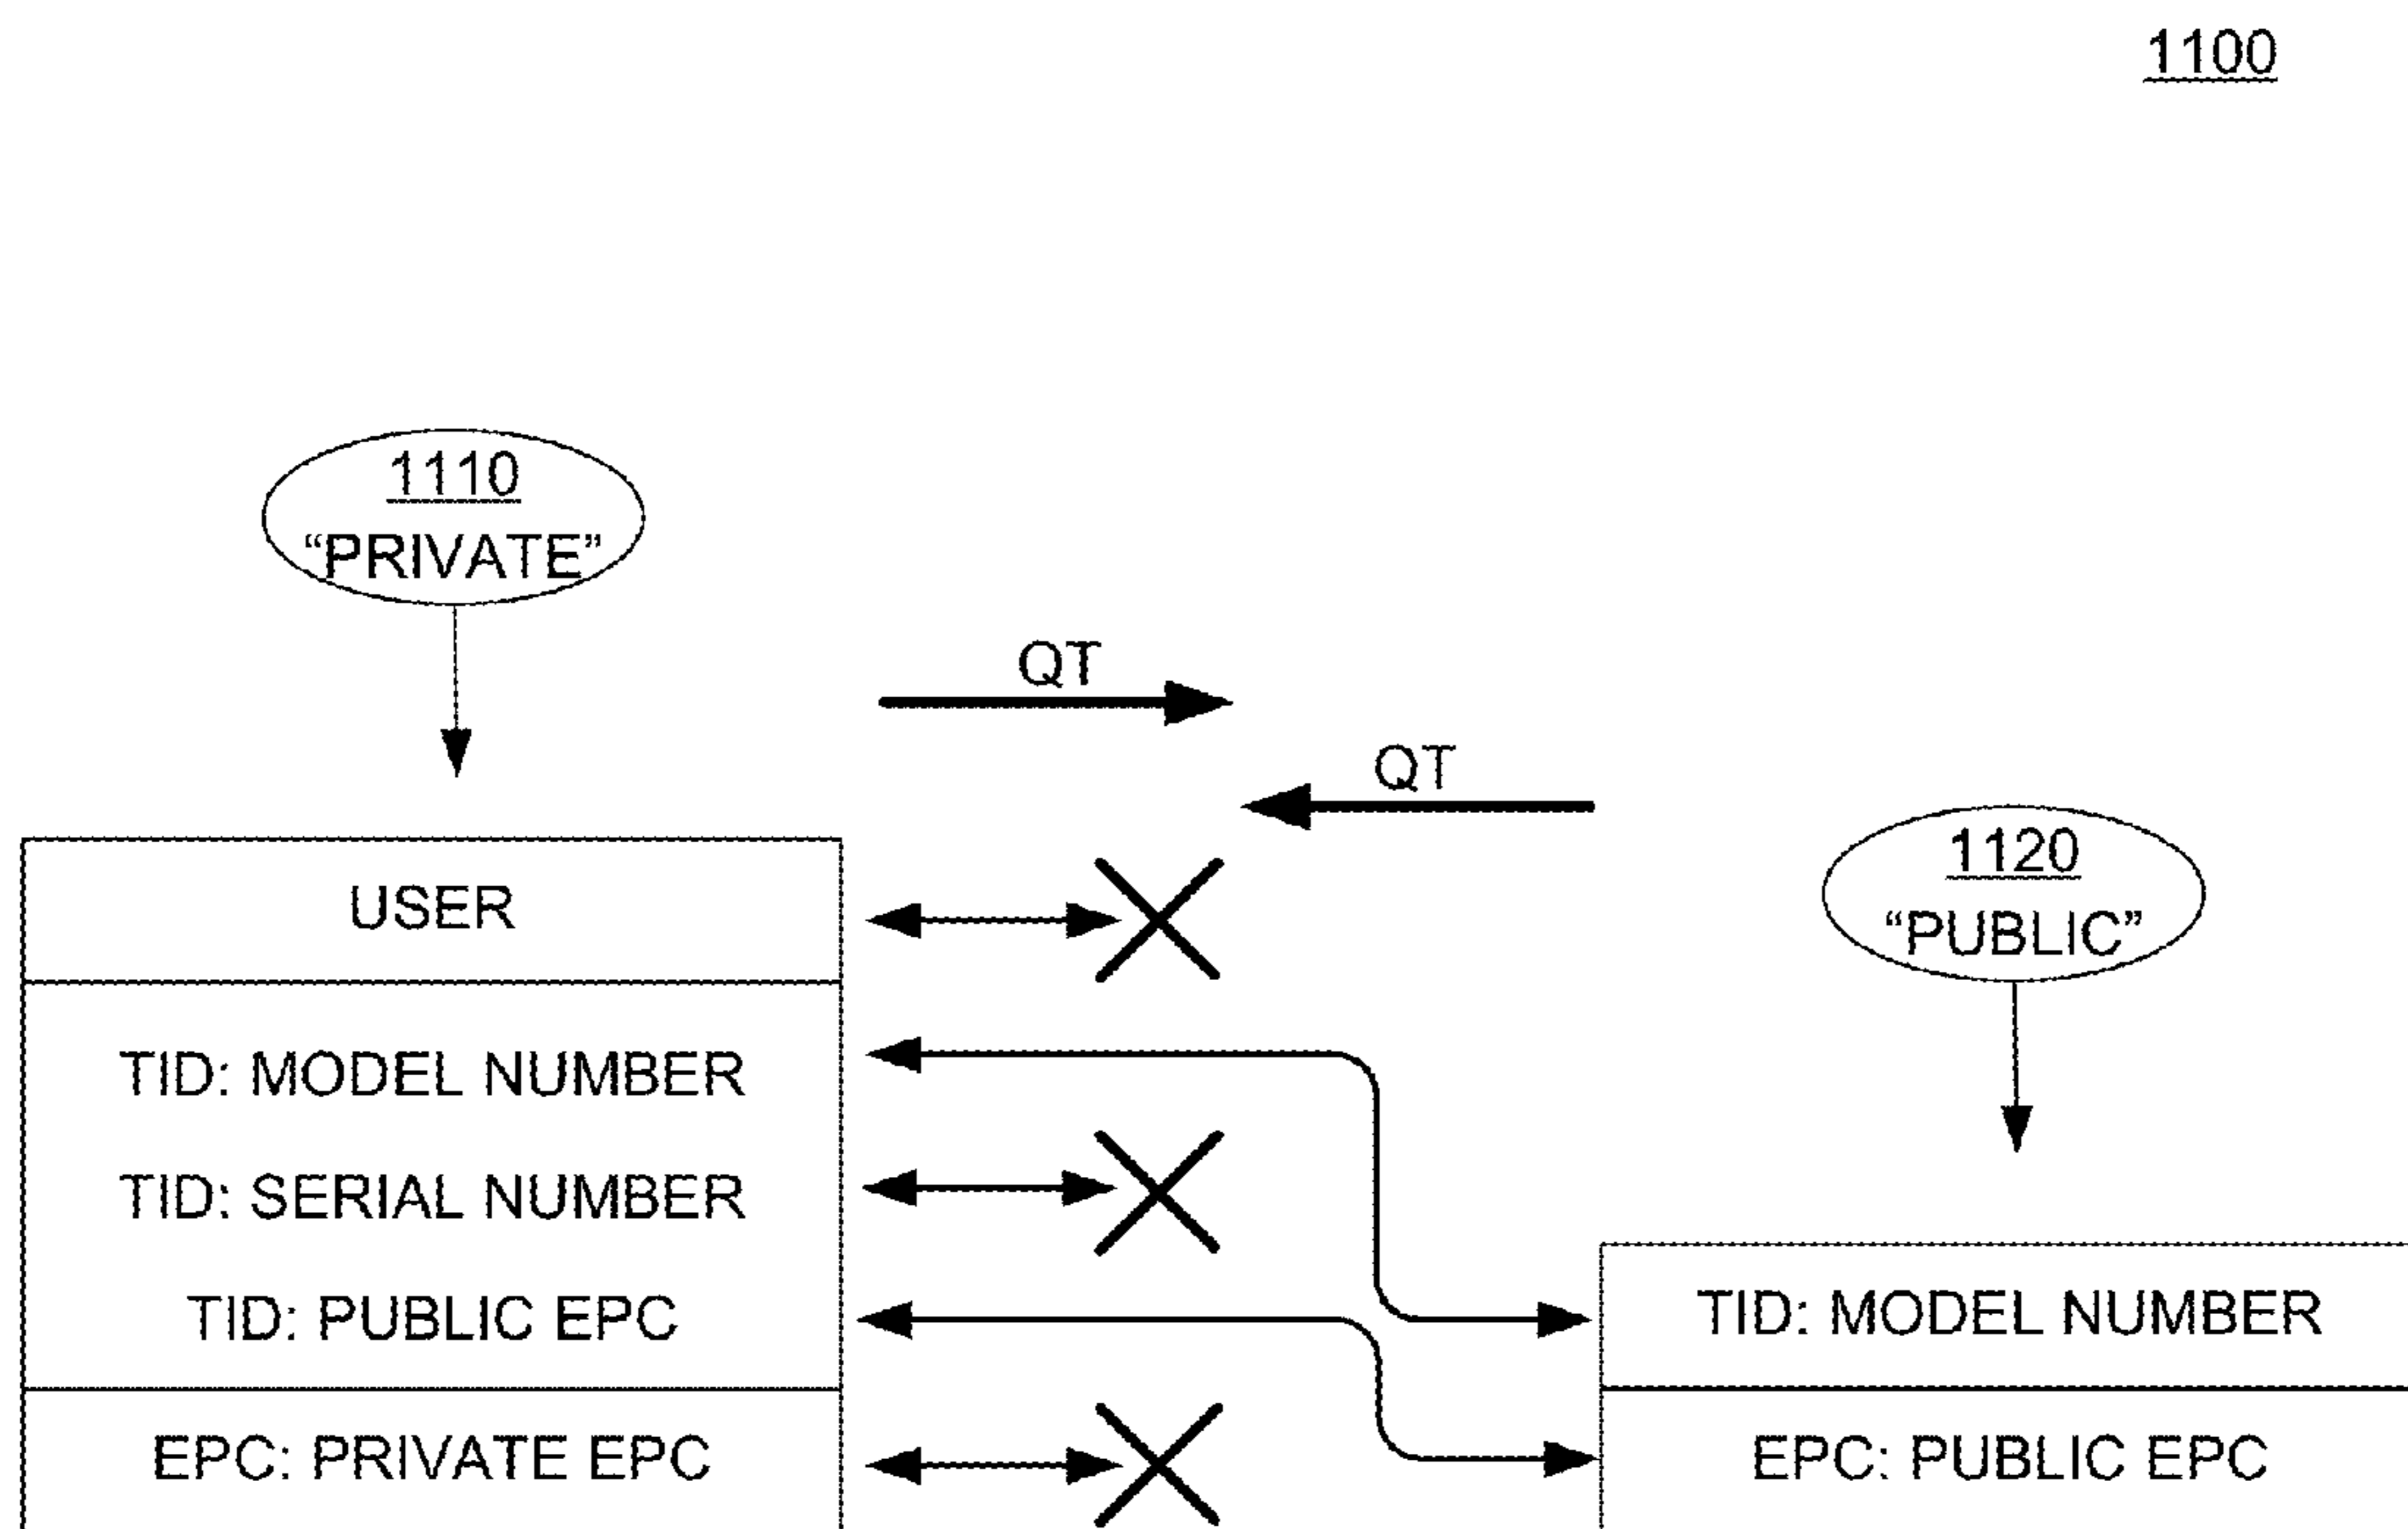 1100
1110
“PRIVATE”
QT
QT
1120
“PUBLIC”
USER
TID: MODEL NUMBER
TID: SERIAL NUMBER
TID: PUBLIC EPC
EPC: PRIVATE EPC
TID: MODEL NUMBER
EPC: PUBLIC EPC